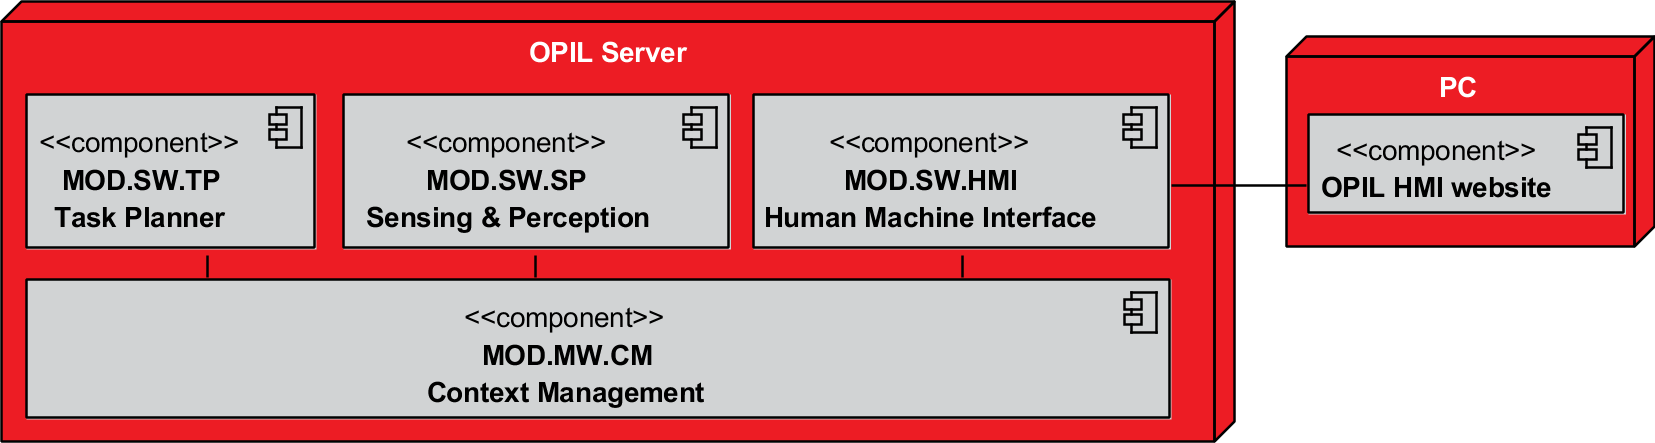 OPIL Server
<<component>>
MOD.SW.TP
Task Planner
<<component>>
MOD.SW.SP
Sensing & Perception
<<component>>
MOD.SW.HMI
Human Machine Interface
<<component>>
MOD.MW.CM
Context Management
PC
<<component>>
OPIL HMI website